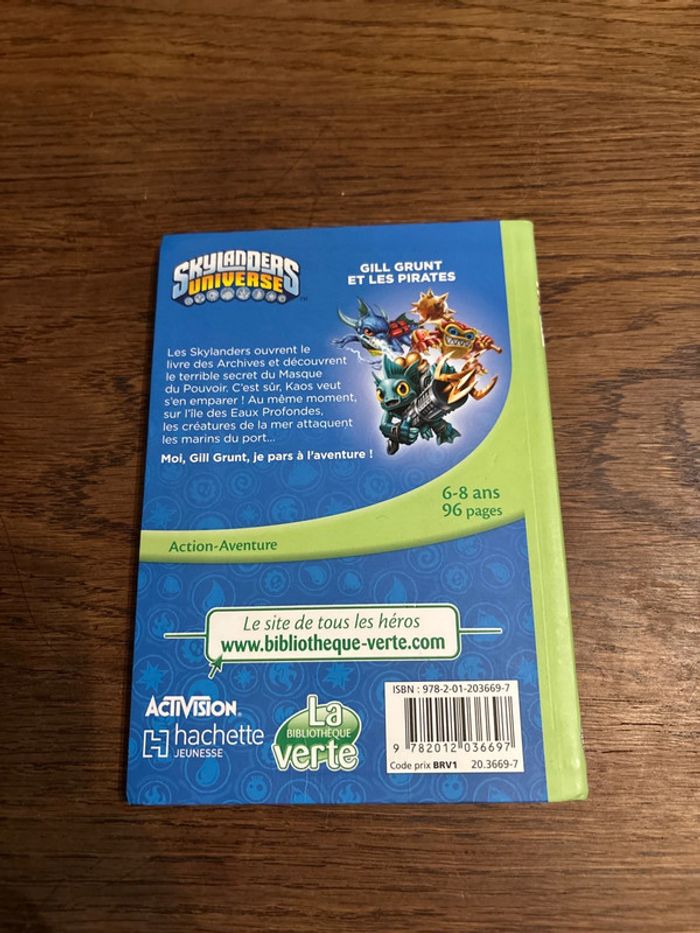 SKYLANDERS
UNIVERSE
™
GILL GRUNT
ET LES PIRATES
Les Skylanders ouvrent le
livre des Archives et découvrent
le terrible secret du Masque
du Pouvoir. C'est sûr, Kaos veut
s'en emparer ! Au même moment,
sur l'île des Eaux Profondes,
les créatures de la mer attaquent
les marins du port...
Moi, Gill Grunt, je pars à l'aventure !
6-8 ans
96 pages
Action-Aventure
Le site de tous les héros
www.bibliotheque-verte.com
ACTIVISION.
hachette
JEUNESSE
La
BIBLIOTHÈQUE
verte
ISBN : 978-2-01-203669-7
9 782012 036697
Code prix BRV1 20.3669-7